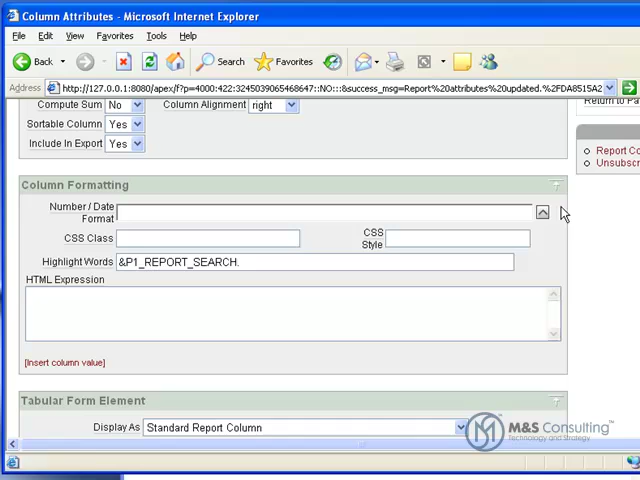 Column Attributes - Microsoft Internet Explorer
File Edit View Favorites Tools Help
Back Search Favorites
Address http://127.0.0.1:8080/apex/f?p=4000:422:3245039065468647::NO:::&success_msg=Report%20attributes%20updated.%2FDA8515A2
Compute Sum No Column Alignment right Return to Pa
Sortable Column Yes
Include In Export Yes
Report Co
Unsubscr
Column Formatting
Number / Date
Format
CSS Class CSS
Style
Highlight Words &P1_REPORT_SEARCH.
HTML Expression
[Insert column value]
Tabular Form Element
Display As Standard Report Column
M&S Consulting™
Technology and Strategy